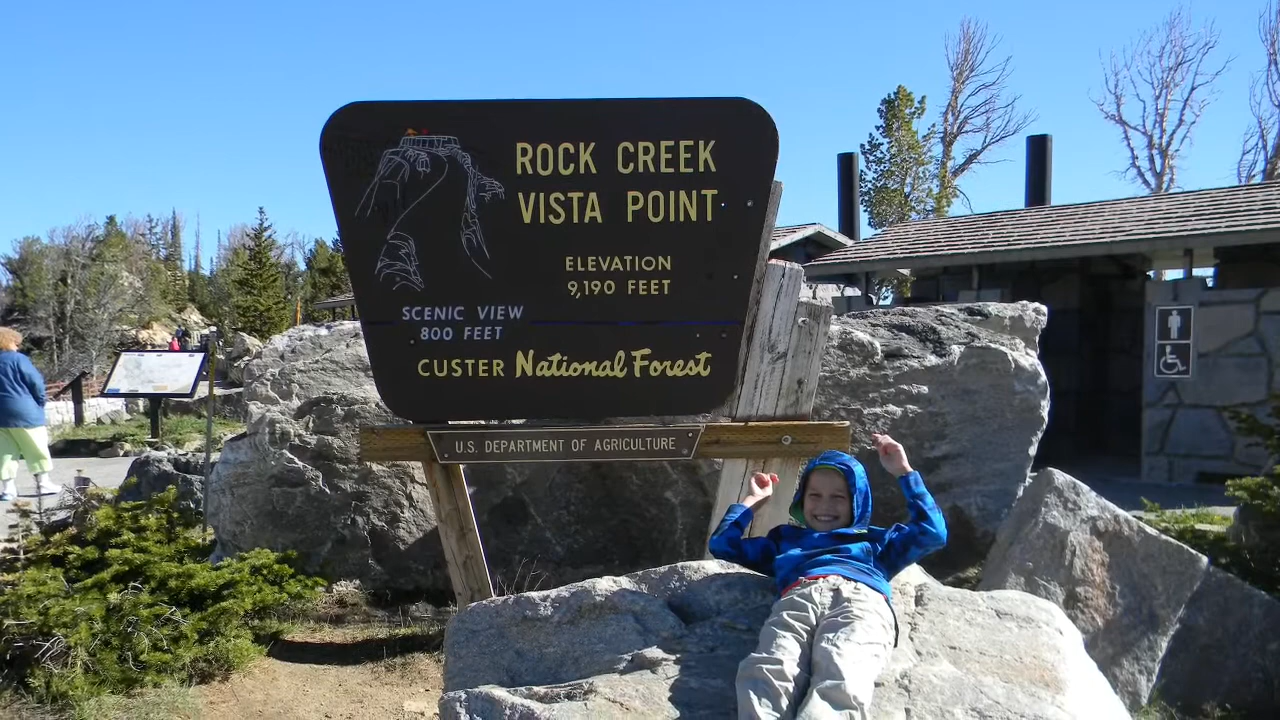 ROCK CREEK
VISTA POINT
ELEVATION
9,190 FEET
SCENIC VIEW
800 FEET
CUSTER National Forest
U.S. DEPARTMENT OF AGRICULTURE